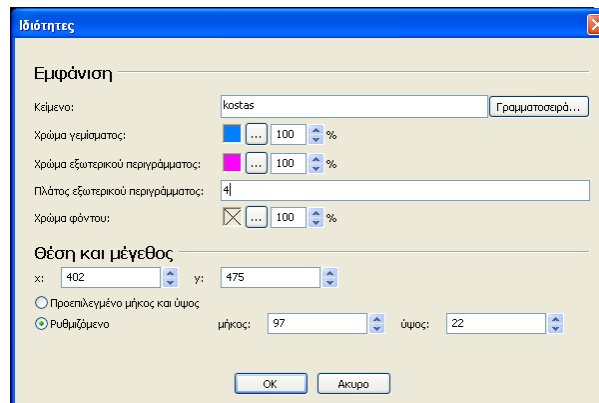 Ιδιότητες
Εμφάνιση
Κείμενο: kostas Γραμματοσειρά...
Χρώμα γεμίσματος: ... 100 %
Χρώμα εξωτερικού περιγράμματος: ... 100 %
Πλάτος εξωτερικού περιγράμματος: 4
Χρώμα φόντου: ... 100 %
Θέση και μέγεθος
x: 402 y: 475
Προεπιλεγμένο μήκος και ύψος
Ρυθμιζόμενο μήκος: 97 ύψος: 22
OK Ακυρο